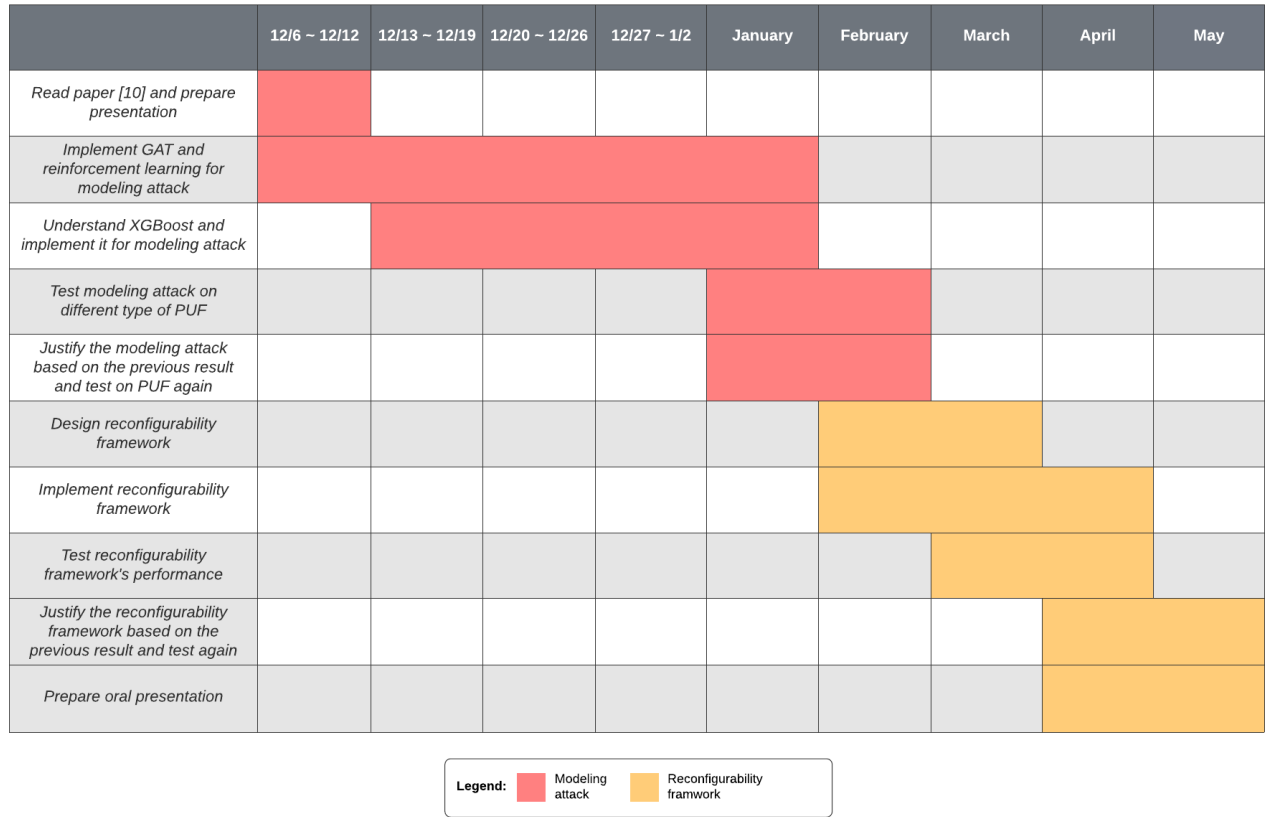 12/6 ~ 12/12
12/13 ~ 12/19
12/20 ~ 12/26
12/27 ~ 1/2
January
February
March
April
May
Read paper [10] and prepare
presentation
Implement GAT and
reinforcement learning for
modeling attack
Understand XGBoost and
implement it for modeling attack
Test modeling attack on
different type of PUF
Justify the modeling attack
based on the previous result
and test on PUF again
Design reconfigurability
framework
Implement reconfigurability
framework
Test reconfigurability
framework's performance
Justify the reconfigurability
framework based on the
previous result and test again
Prepare oral presentation
Legend:
Modeling
attack
Reconfigurability
framwork